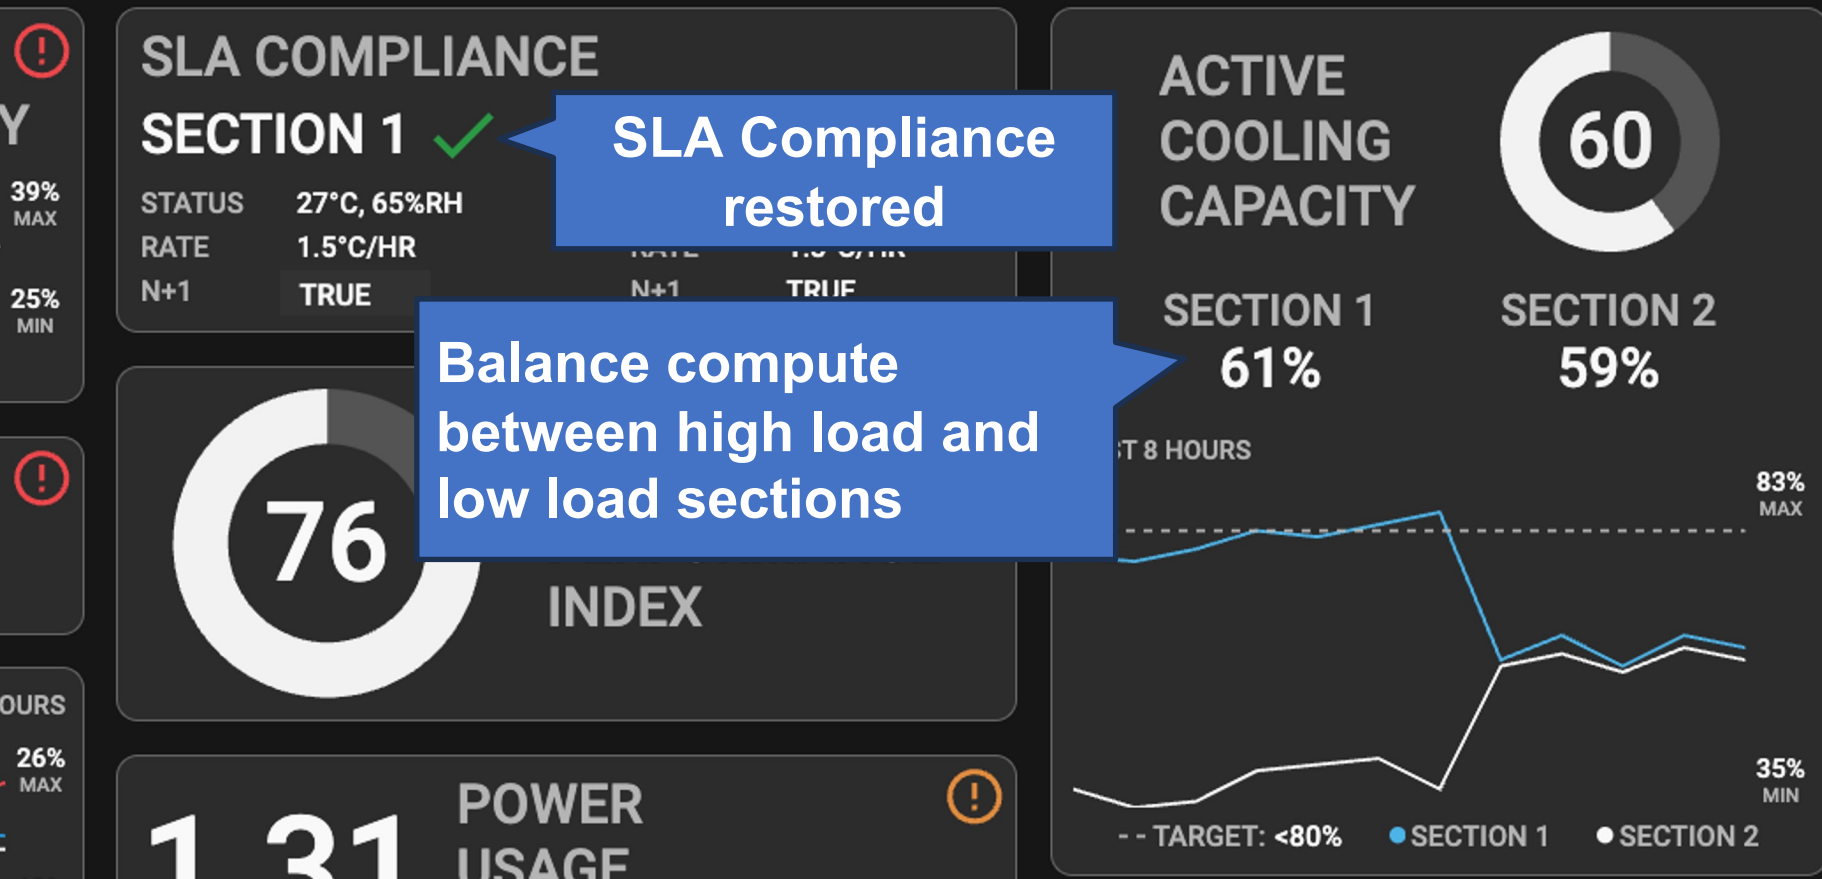 Y
39%
MAX
25%
MIN
OURS
26%
MAX
SLA COMPLIANCE
SECTION 1
STATUS 27°C, 65%RH
RATE 1.5°C/HR
N+1 TRUE
N+1 TRUE
SLA Compliance
restored
Balance compute
between high load and
low load sections
76
INDEX
1.31
POWER
USAGE
ACTIVE
COOLING
CAPACITY
60
SECTION 1 SECTION 2
61% 59%
T 8 HOURS
83%
MAX
35%
MIN
-- TARGET: <80% SECTION 1 SECTION 2